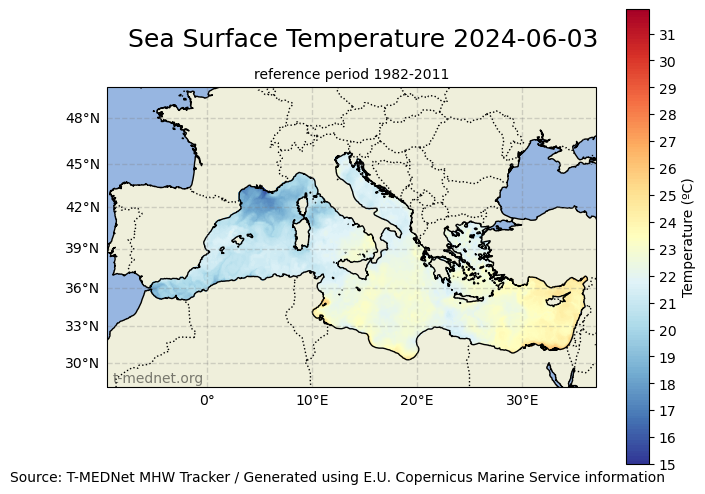 Sea Surface Temperature 2024-06-03
reference period 1982-2011
48°N
45°N
42°N
39°N
36°N
33°N
30°N
t-mednet.org
0°
10°E
20°E
30°E
31
30
29
28
27
26
25
24
23
22
21
20
19
18
17
16
15
Temperature (ºC)
Source: T-MEDNet MHW Tracker / Generated using E.U. Copernicus Marine Service information